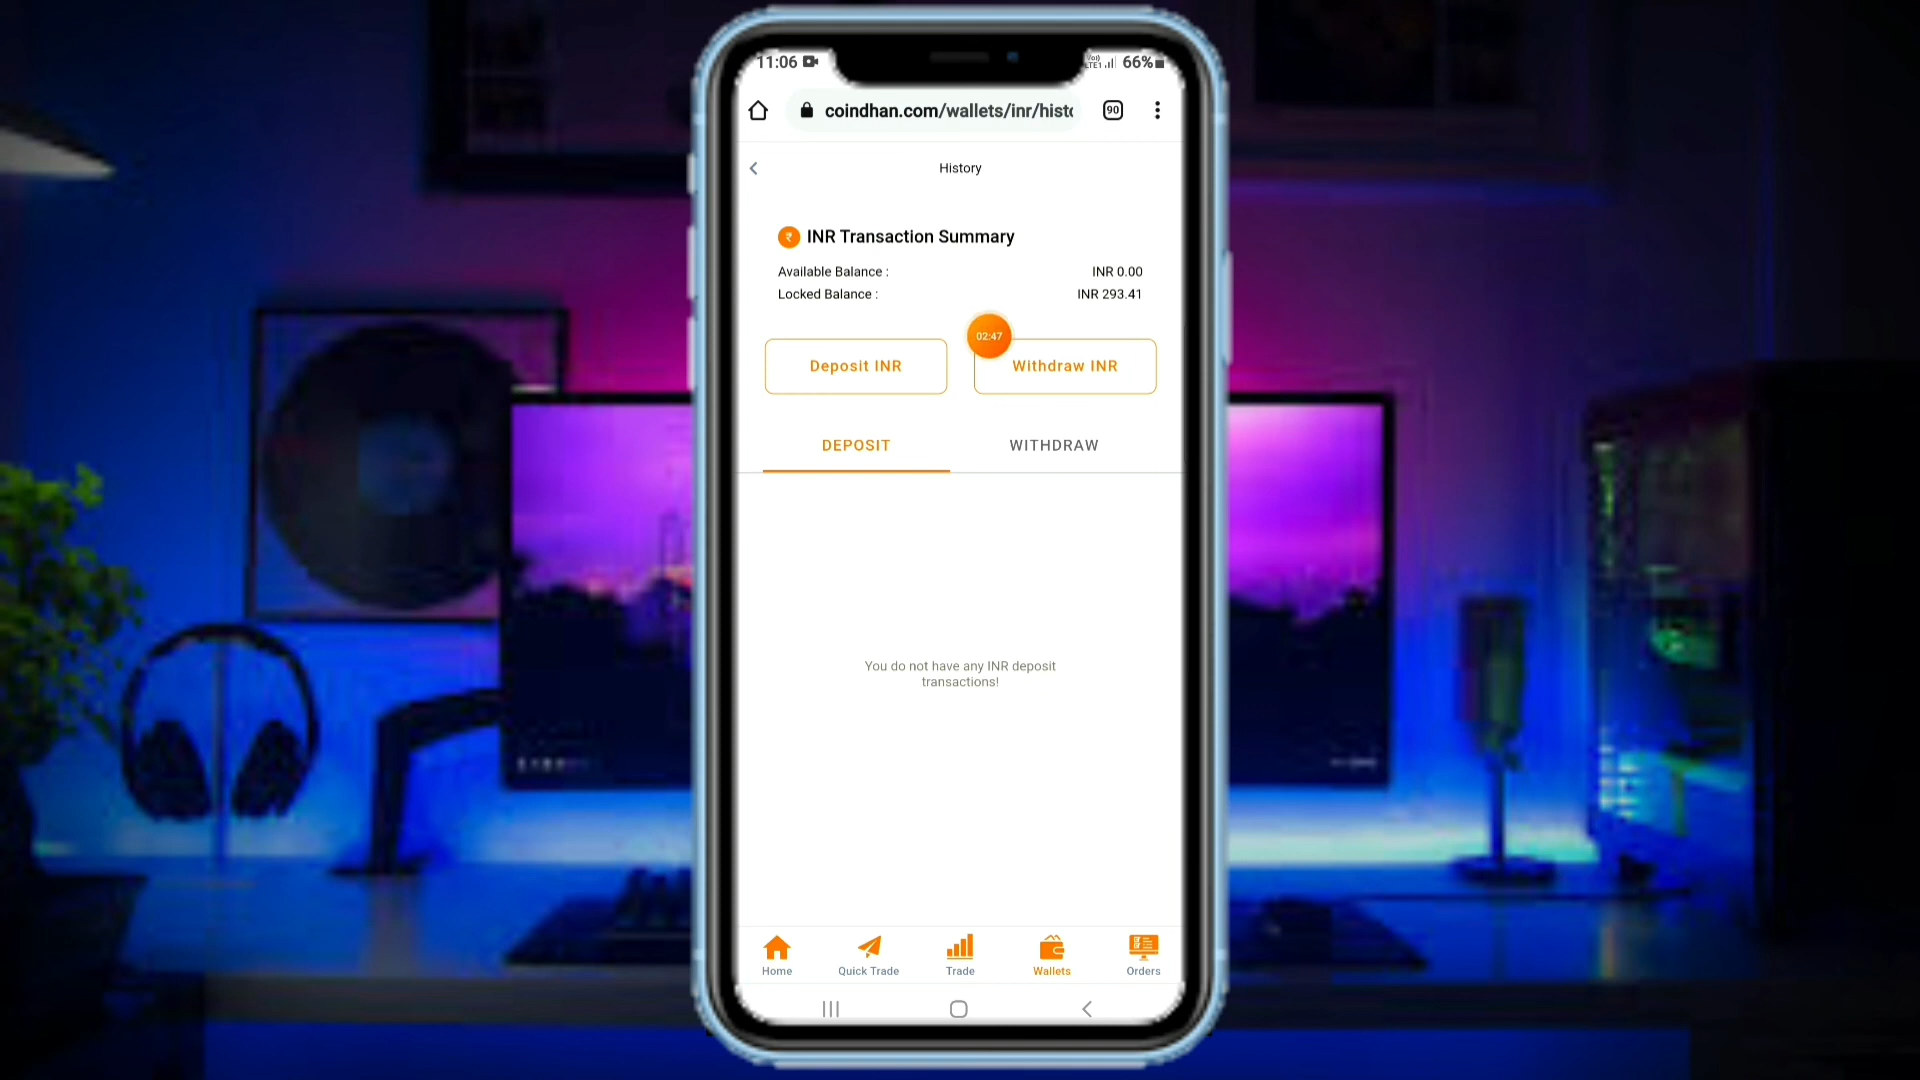 11:06
66%
coindhan.com/wallets/inr/histo
90
History
₹ INR Transaction Summary
Available Balance : INR 0.00
Locked Balance : INR 293.41
02:47
Deposit INR Withdraw INR
DEPOSIT WITHDRAW
You do not have any INR deposit
transactions!
Home Quick Trade Trade Wallets Orders